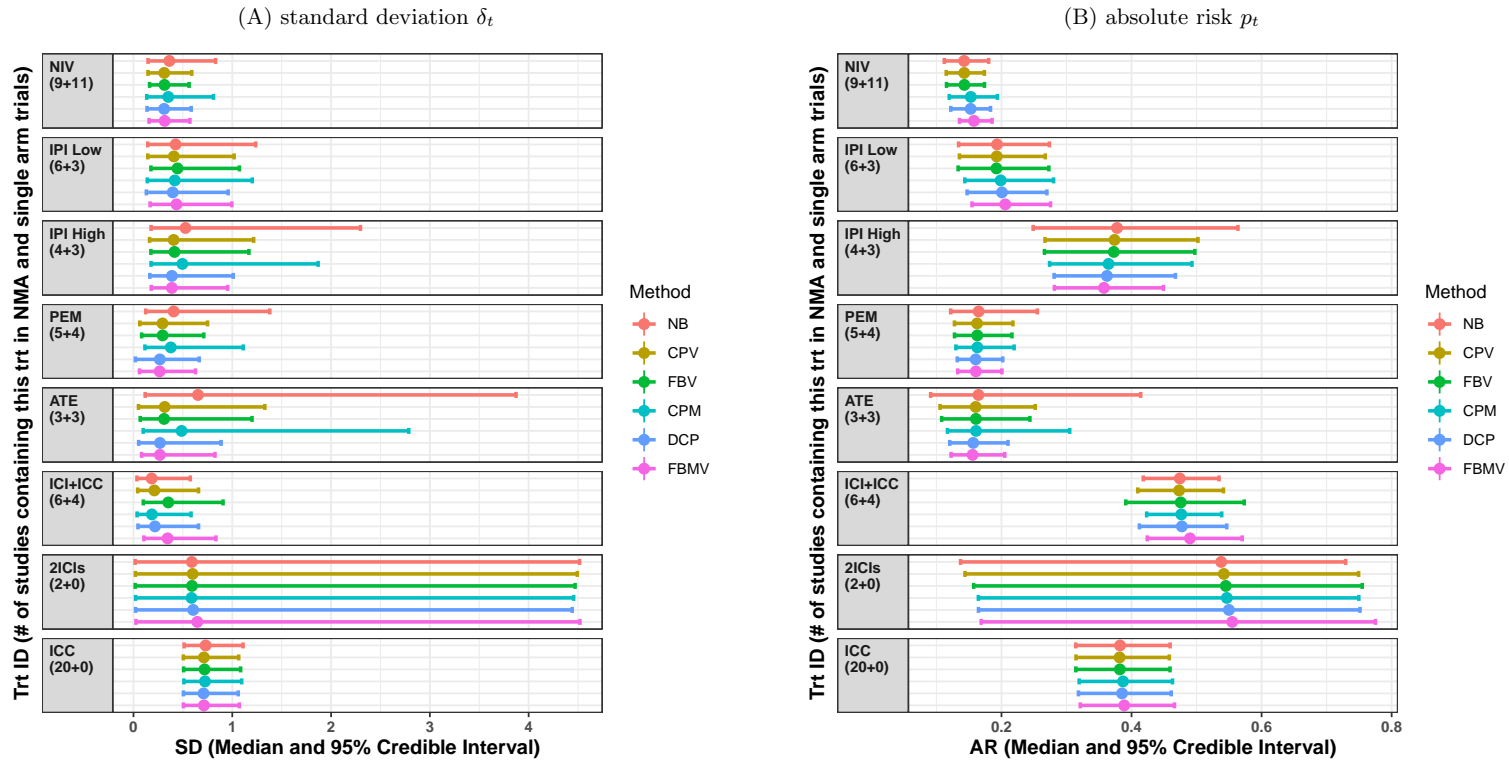 (A) standard deviation δt
Trt ID (# of studies containing this trt in NMA and single arm trials)
NIV
(9+11)
IPI Low
(6+3)
IPI High
(4+3)
PEM
(5+4)
ATE
(3+3)
ICI+ICC
(6+4)
2ICIs
(2+0)
ICC
(20+0)
0 1 2 3 4
SD (Median and 95% Credible Interval)
Method
NB
CPV
FBV
CPM
DCP
FBMV
(B) absolute risk pt
Trt ID (# of studies containing this trt in NMA and single arm trials)
NIV
(9+11)
IPI Low
(6+3)
IPI High
(4+3)
PEM
(5+4)
ATE
(3+3)
ICI+ICC
(6+4)
2ICIs
(2+0)
ICC
(20+0)
0.2 0.4 0.6 0.8
AR (Median and 95% Credible Interval)
Method
NB
CPV
FBV
CPM
DCP
FBMV